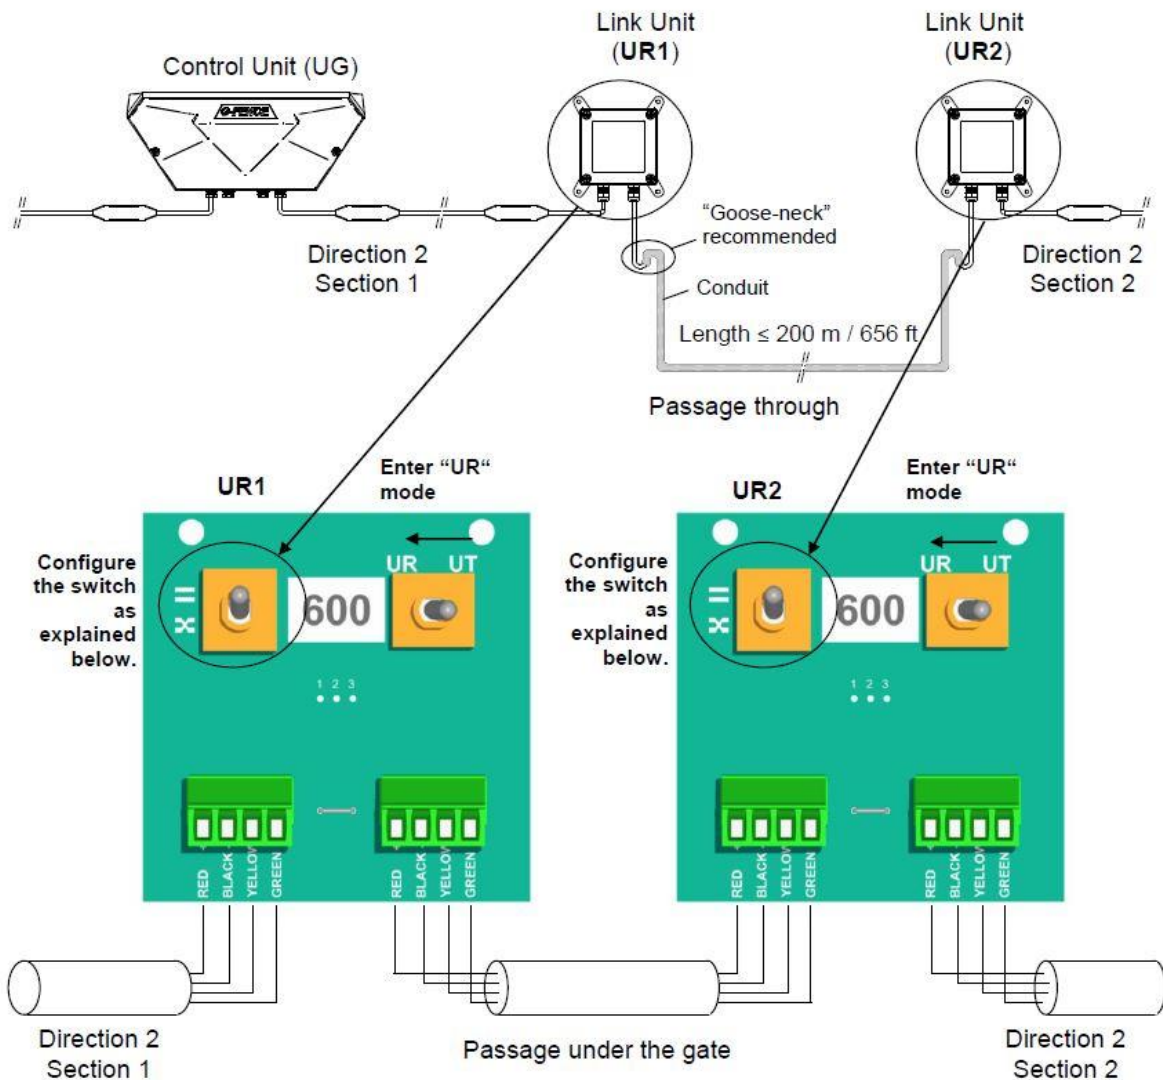 Link Unit
(UR1)
Link Unit
(UR2)
Control Unit (UG)
G-FENCE
"Goose-neck"
recommended
Direction 2
Section 1
Direction 2
Section 2
Conduit
Length ≤ 200 m / 656 ft
Passage through
UR1
Enter "UR"
mode
UR2
Enter "UR"
mode
Configure
the switch
as
explained
below.
UR UT
600
1 2 3
RED
BLACK
YELLOW
GREEN
RED
BLACK
YELLOW
GREEN
Configure
the switch
as
explained
below.
UR UT
600
1 2 3
RED
BLACK
YELLOW
GREEN
RED
BLACK
YELLOW
GREEN
Direction 2
Section 1
Passage under the gate
Direction 2
Section 2